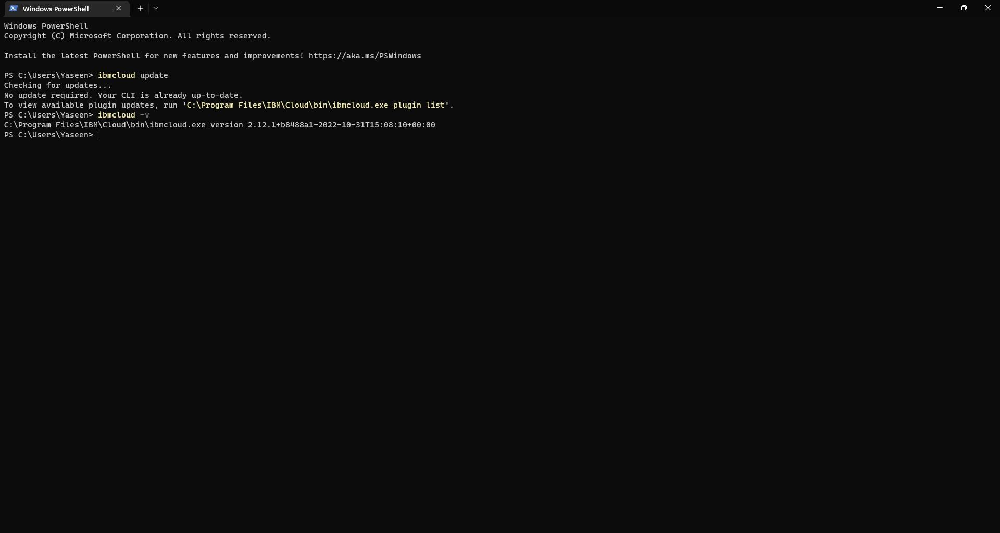 Windows PowerShell
Windows PowerShell
Copyright (C) Microsoft Corporation. All rights reserved.
Install the latest PowerShell for new features and improvements! https://aka.ms/PSWindows
PS C:\Users\Yaseen> ibmcloud update
Checking for updates...
No update required. Your CLI is already up-to-date.
To view available plugin updates, run 'C:\Program Files\IBM\Cloud\bin\ibmcloud.exe plugin list'.
PS C:\Users\Yaseen> ibmcloud -v
C:\Program Files\IBM\Cloud\bin\ibmcloud.exe version 2.12.1+b8488a1-2022-10-31T15:08:10+00:00
PS C:\Users\Yaseen>